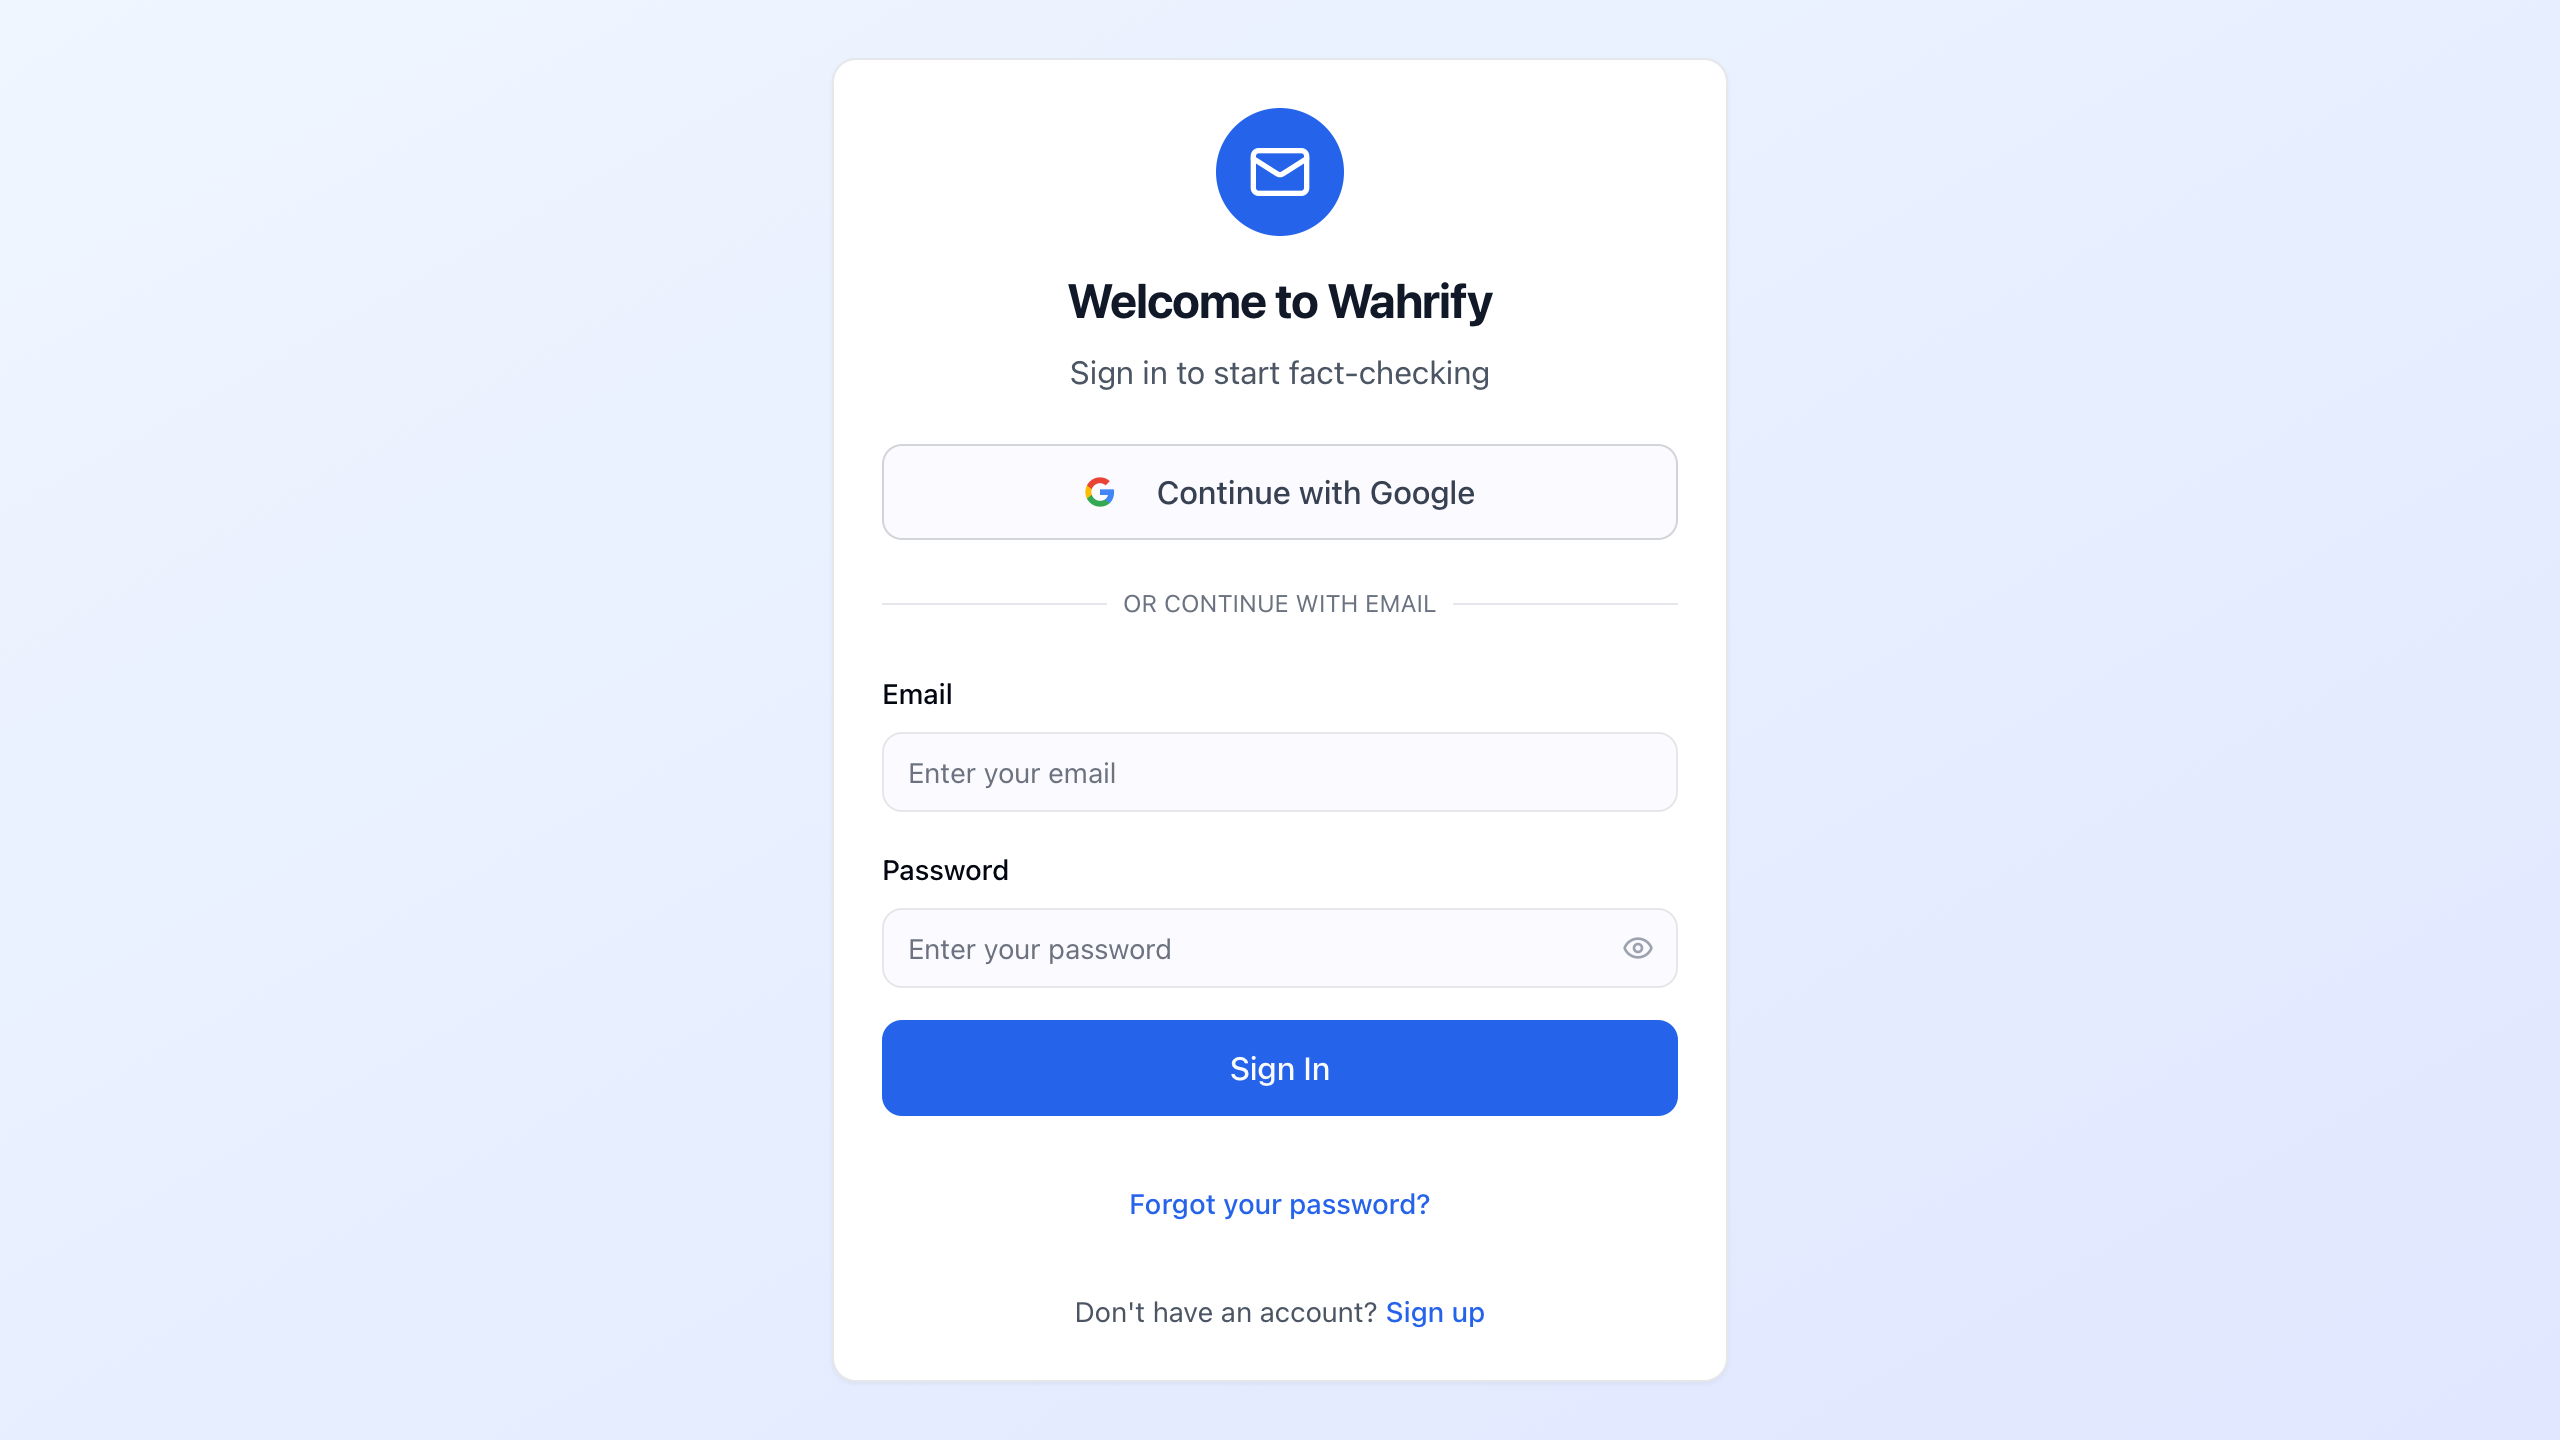 Welcome to Wahrify
Sign in to start fact-checking
Continue with Google
OR CONTINUE WITH EMAIL
Email
Enter your email
Password
Enter your password
Sign In
Forgot your password?
Don't have an account? Sign up